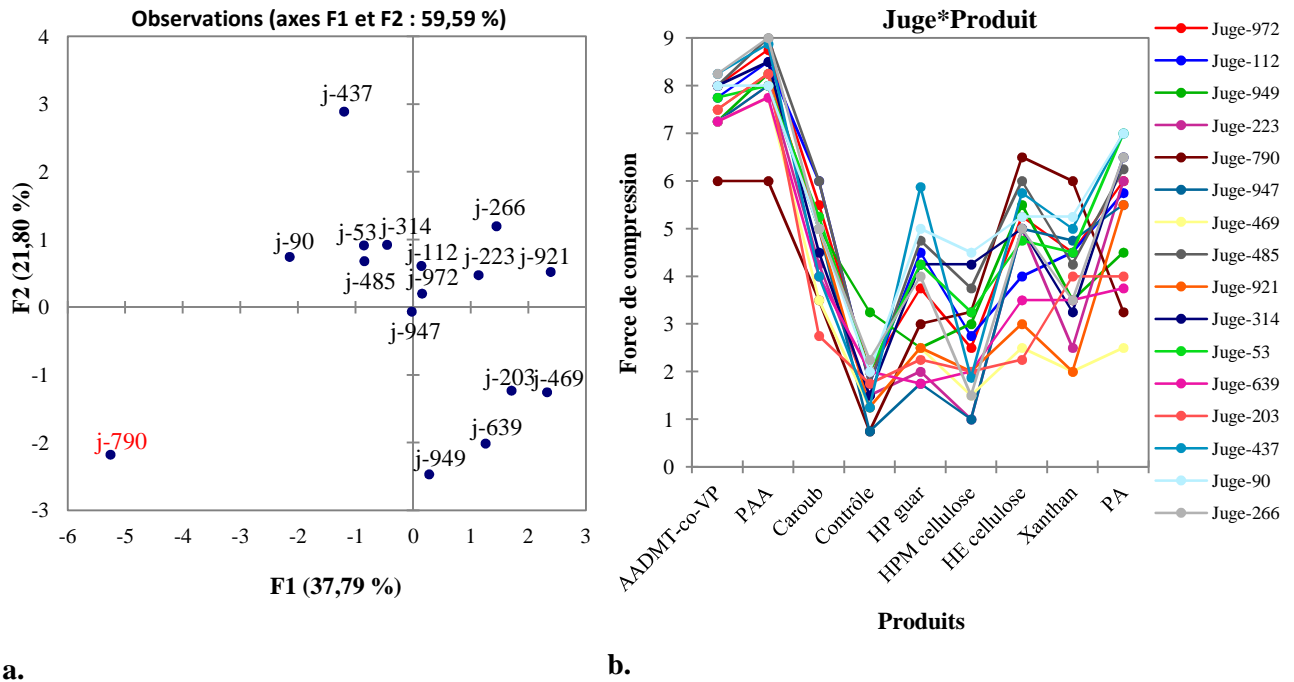 Observations (axes F1 et F2 : 59,59 %)
4
3
2
1
0
-1
-2
-3
F2 (21,80 %)
j-437
j-266
j-531
j-314
j-90
j-112
j-223
j-921
j-485
j-972
j-947
j-203
j-469
j-639
j-790
j-949
-6
-5
-4
-3
-2
-1
0
1
2
3
F1 (37,79 %)
a.
Juge*Produit
9
8
7
6
5
4
3
2
1
0
Force de compression
AADMT-co-VP
PAA
Caroub
Contrôle
HP guar
HPM cellulose
HE cellulose
Xanthan
PA
Produits
Juge-972
Juge-112
Juge-949
Juge-223
Juge-790
Juge-947
Juge-469
Juge-485
Juge-921
Juge-314
Juge-53
Juge-639
Juge-203
Juge-437
Juge-90
Juge-266
b.